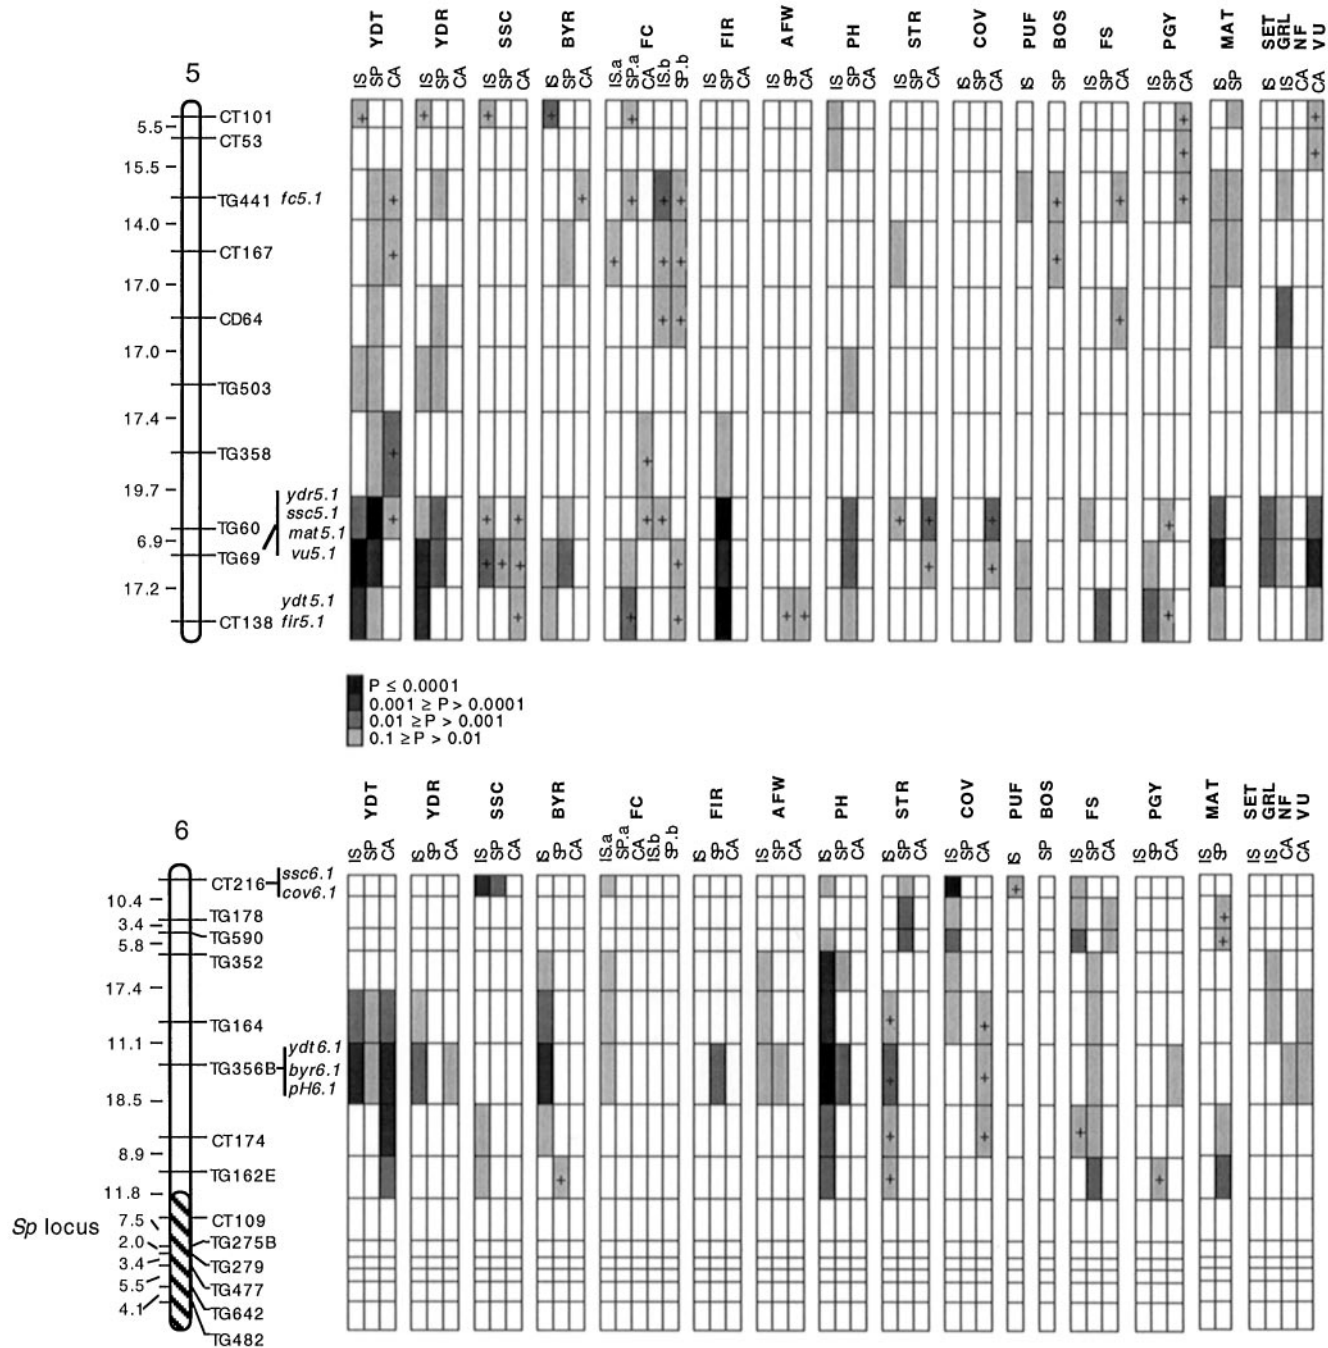 YDT YDR SSC BYR FC FIR AFW PH STR COV PUF BOS FS PGY MAT SET GRL NF VU
5
IS SP CA IS SP CA IS SP CA IS SP CA IS.a SP.a CA IS.b SP.b IS SP CA IS SP CA IS SP CA IS SP CA IS SP CA IS SP IS SP CA IS SP CA IS SP IS IS CA CA
CT101
5.5
CT53
15.5
TG441 fc5.1
14.0
CT167
17.0
CD64
17.0
TG503
17.4
TG358
19.7
ydr5.1
ssc5.1
TG60 mat5.1
6.9
TG69 vu5.1
17.2
ydt5.1
CT138 fir5.1
P ≤ 0.0001
0.001 ≥ P > 0.0001
0.01 ≥ P > 0.001
0.1 ≥ P > 0.01
YDT YDR SSC BYR FC FIR AFW PH STR COV PUF BOS FS PGY MAT SET GRL NF VU
6
IS SP CA IS SP CA IS SP CA IS SP CA IS.a SP.a CA IS.b SP.b IS SP CA IS SP CA IS SP CA IS SP CA IS SP CA IS SP IS SP CA IS SP CA IS SP IS IS CA CA
ssc6.1
CT216 cov6.1
10.4
TG178
3.4
TG590
5.8
TG352
17.4
TG164
11.1
ydt6.1
TG356B byr6.1
pH6.1
18.5
CT174
8.9
TG162E
11.8
Sp locus
7.5 CT109
2.0 TG275B
3.4 TG279
5.5 TG477
4.1 TG642
TG482